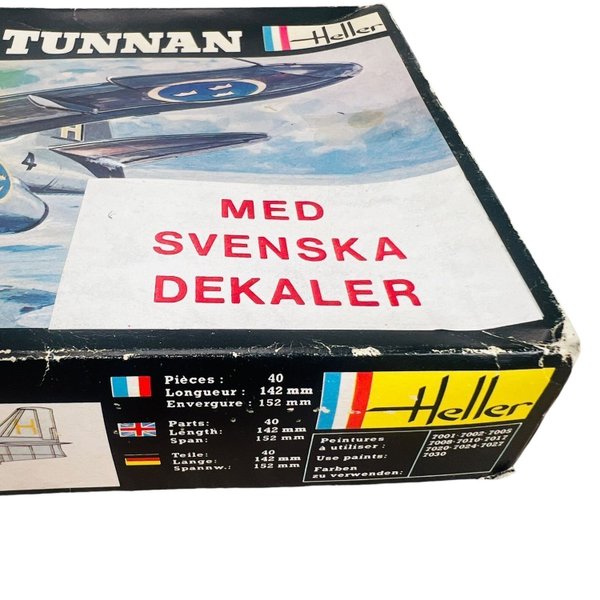 TUNNAN
Heller
H
4
MED
SVENSKA
DEKALER
Pièces : 40
Longueur : 142 mm
Envergure : 152 mm
Parts: 40
Length: 142 mm
Span: 152 mm
Teile: 40
Lange: 142 mm
Spannw.: 152 mm
H
Heller
Peintures
à utiliser :
Use paints:
Farben
zu verwenden:
7001-7002-7005
7008-7010-7017
7020-7024-7027
7030